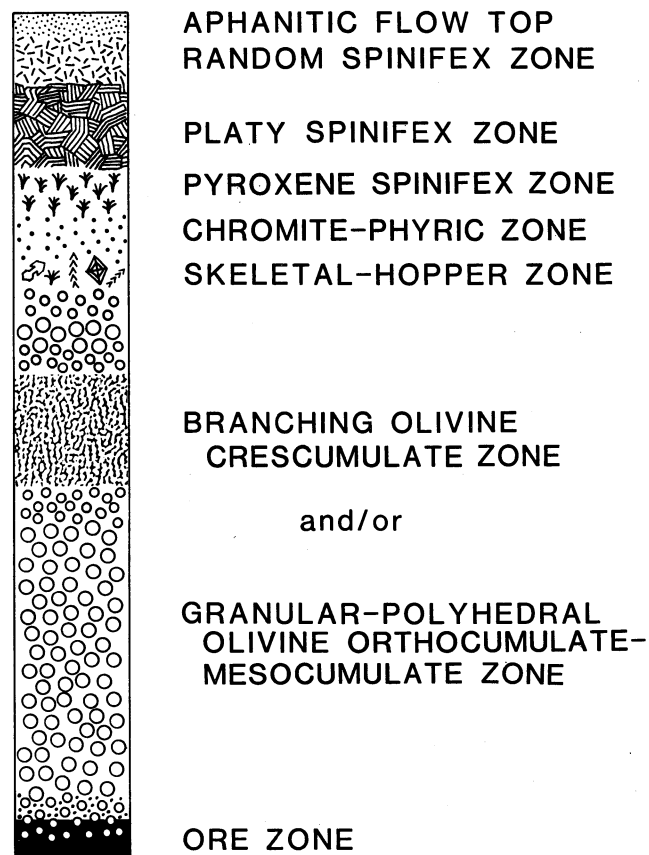 APHANITIC FLOW TOP
RANDOM SPINIFEX ZONE
PLATY SPINIFEX ZONE
PYROXENE SPINIFEX ZONE
CHROMITE-PHYRIC ZONE
SKELETAL-HOPPER ZONE
BRANCHING OLIVINE
CRESCUMULATE ZONE
and/or
GRANULAR-POLYHEDRAL
OLIVINE ORTHOCUMULATE-
MESOCUMULATE ZONE
ORE ZONE